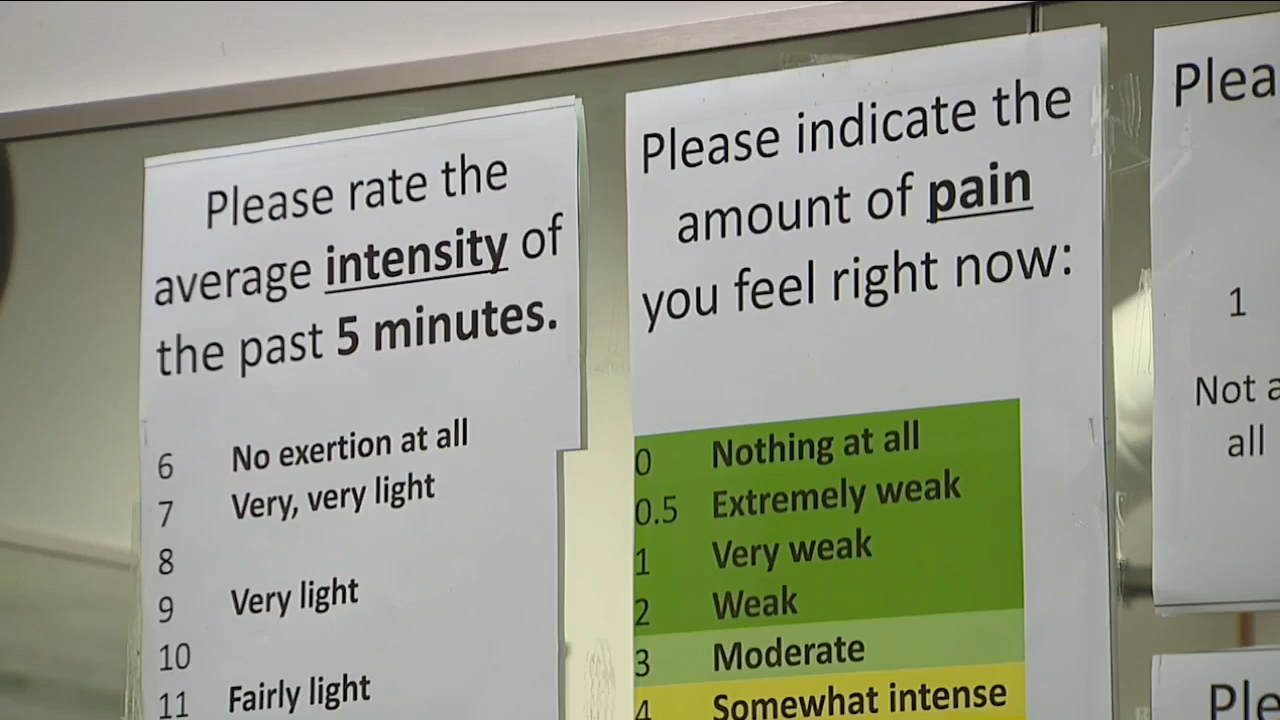 Please rate the
average intensity of
the past 5 minutes.
6 No exertion at all
7 Very, very light
8
9 Very light
10
11 Fairly light
Please indicate the
amount of pain
you feel right now:
0 Nothing at all
0.5 Extremely weak
1 Very weak
2 Weak
3 Moderate
4 Somewhat intense
Plea
1
Not a
all
Ple